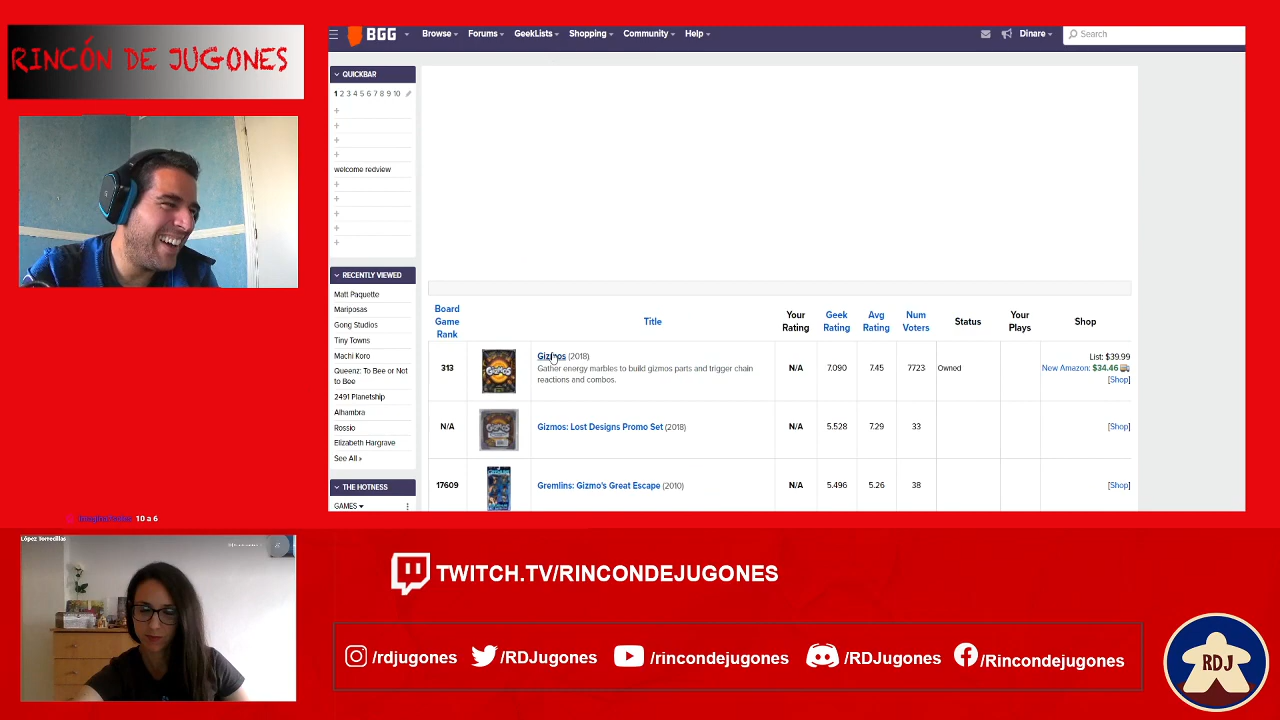 RINCÓN DE JUGONES
BGG Browse Forums GeekLists Shopping Community Help Dinare Search
QUICKBAR
1 2 3 4 5 6 7 8 9 10
welcome redview
RECENTLY VIEWED
Matt Paquette
Mariposas
Gong Studios
Tiny Towns
Machi Koro
Queenz: To Bee or Not
to Bee
2491 Planetship
Alhambra
Rossio
Elizabeth Hargrave
See All
THE HOTNESS
GAMES
Board Game Rank Title Your Rating Geek Rating Avg Rating Num Voters Status Your Plays Shop
313 Gizmos (2018) N/A 7.090 7.45 7723 Owned List: $39.99
Gather energy marbles to build gizmos parts and trigger chain New Amazon: $34.46
reactions and combos. [Shop]
N/A Gizmos: Lost Designs Promo Set (2018) N/A 5.528 7.29 33 [Shop]
17609 Gremlins: Gizmo's Great Escape (2010) N/A 5.496 5.26 38 [Shop]
10 a 6
López Torredillas
TWITCH.TV/RINCONDEJUGONES
/rdjugones /RDJugones /rincondejugones /RDJugones /Rincondejugones
RDJ